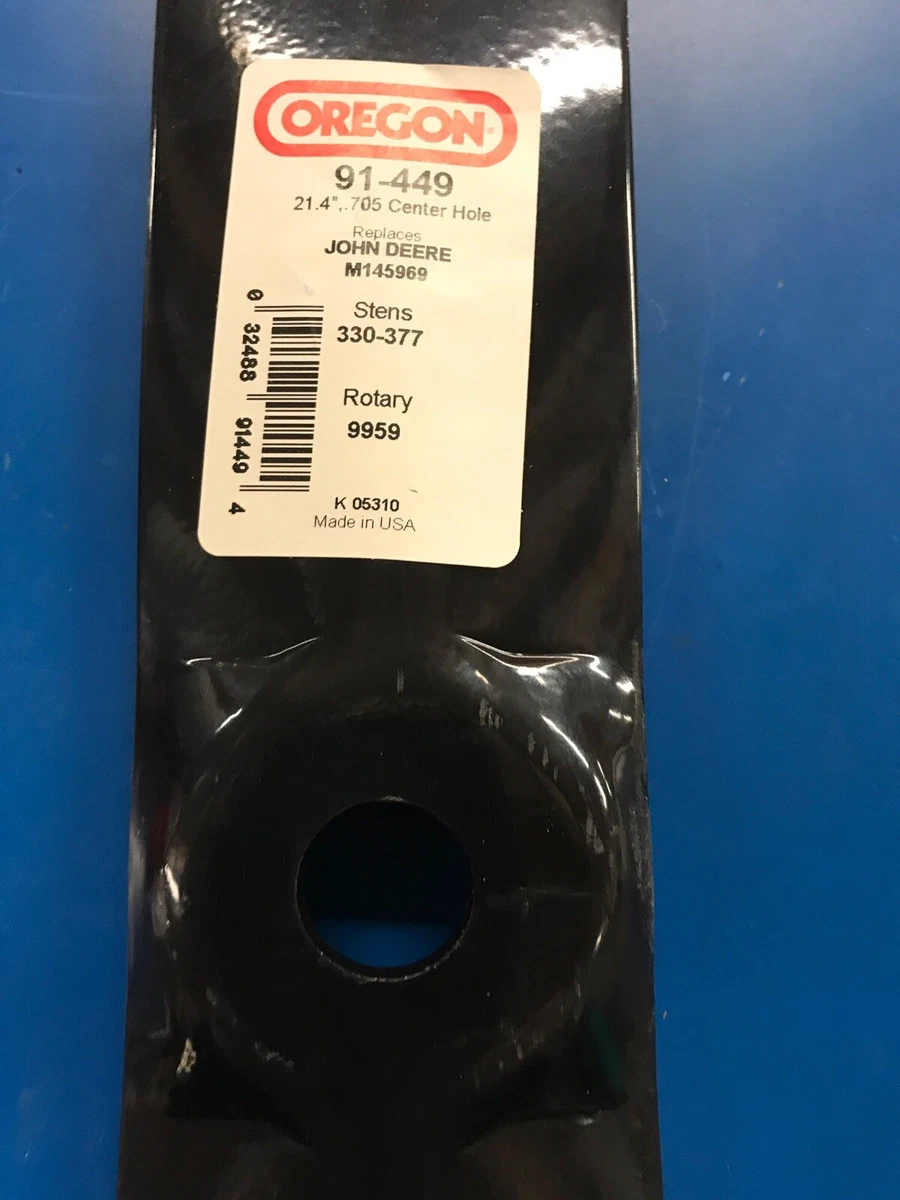 OREGON
91-449
21.4",.705 Center Hole
Replaces
JOHN DEERE
M145969
Stens
330-377
Rotary
9959
K 05310
Made in USA
0 32488 91449 4